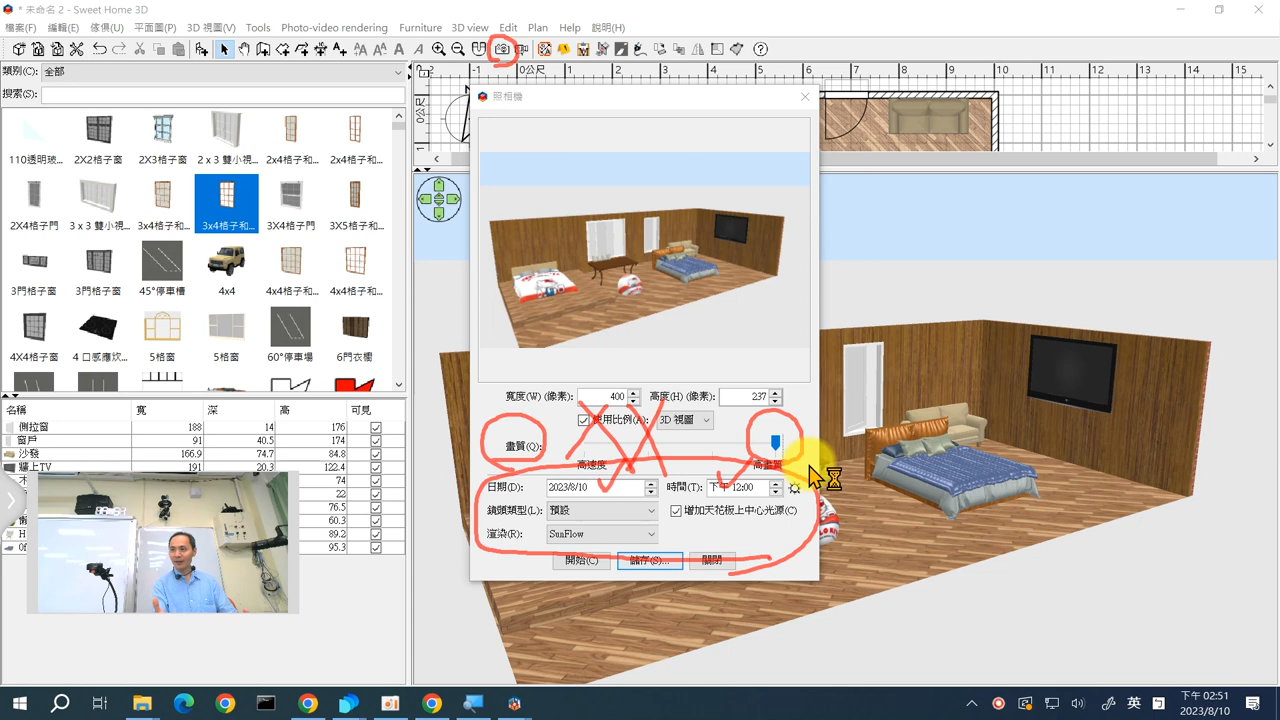 * 未命名 2 - Sweet Home 3D
檔案(F) 編輯(E) 傢俱(U) 平面圖(P) 3D 視圖(V) Tools Photo-video rendering Furniture 3D view Edit Plan Help 說明(H)
類別(C): 全部
搜索(S):
110透明玻... 2X2格子窗 2X3格子窗 2 x 3 雙小視... 2x4格子和... 2x4格子和...
2X4格子門 3 x 3 雙小視... 3x4格子和... 3x4格子和... 3X4格子門 3X5格子窗
3門格子窗 3門格子窗 45°停車槽 4x4 4x4格子和... 4x4格子和...
4X4格子窗 4 口感應炊... 5格窗 5格窗 60°停車場 6門衣櫥
名稱 寬 深 高 可見
側拉窗 188 14 176
窗戶 91 40.5 174
沙發 166.9 74.7 84.8
牆上TV 191 20.3 122.4
74
22
76.5
60.3
89.2
95.3
-1 0公尺 1 2 3 4 5 6 7 8 9 10 11 12 13 14 15
0公尺
1
照相機
寬度(W) (像素): 400 高度(H) (像素): 237
使用比例(A): 3D 視圖
畫質(Q):
高速度 高畫質
日期(D): 2023/8/10 時間(T): 下午 12:00
鏡頭類型(L): 預設 增加天花板上中心光源(C)
渲染(R): SunFlow
開始(C) 儲存(S)... 關閉
英
下午 02:51
2023/8/10